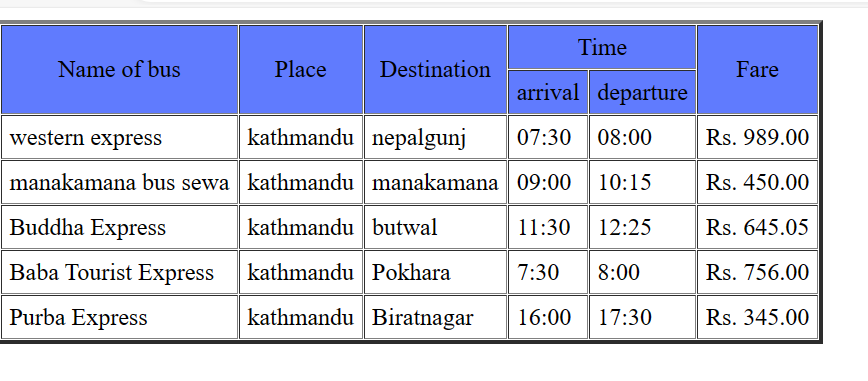 Name of bus Place Destination Time Fare
arrival departure
western express kathmandu nepalgunj 07:30 08:00 Rs. 989.00
manakamana bus sewa kathmandu manakamana 09:00 10:15 Rs. 450.00
Buddha Express kathmandu butwal 11:30 12:25 Rs. 645.05
Baba Tourist Express kathmandu Pokhara 7:30 8:00 Rs. 756.00
Purba Express kathmandu Biratnagar 16:00 17:30 Rs. 345.00